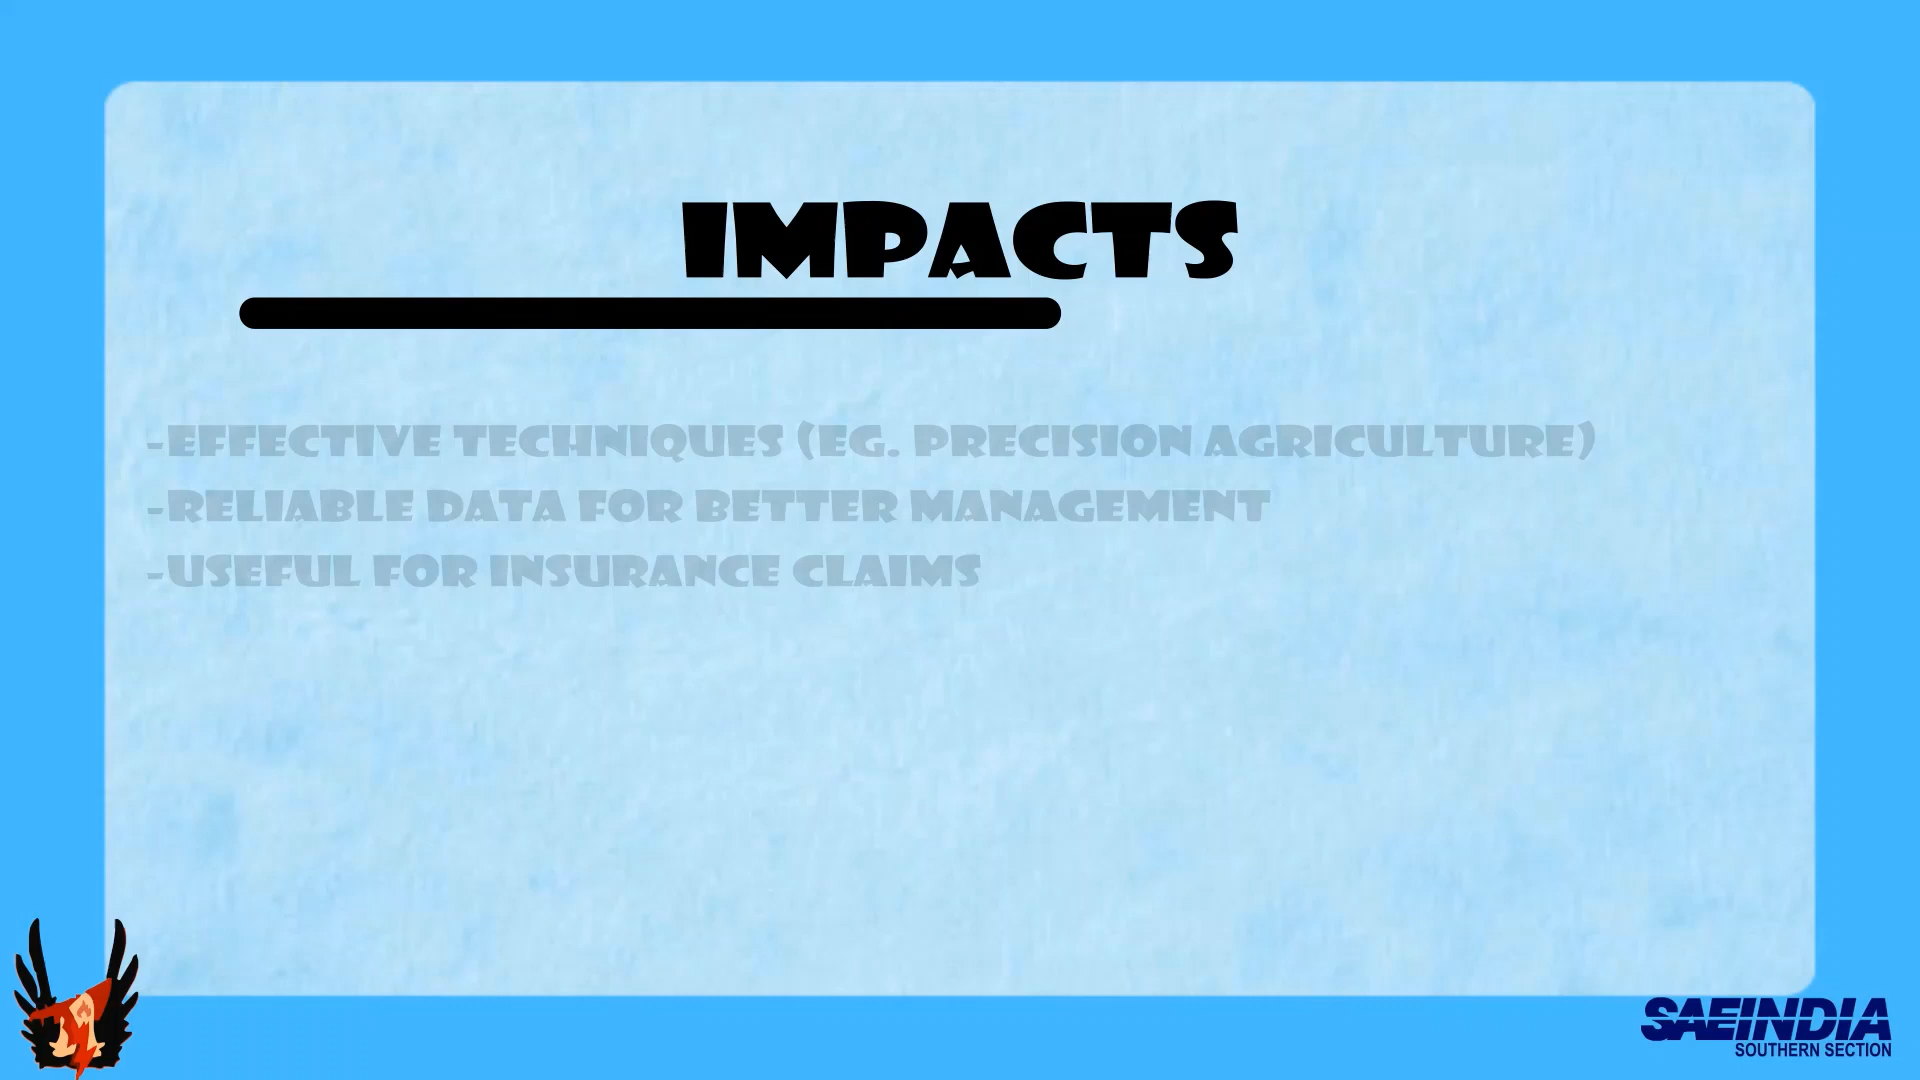 IMPACTS
-EFFECTIVE TECHNIQUES (EG. PRECISION AGRICULTURE)
-RELIABLE DATA FOR BETTER MANAGEMENT
-USEFUL FOR INSURANCE CLAIMS
SAEINDIA
SOUTHERN SECTION